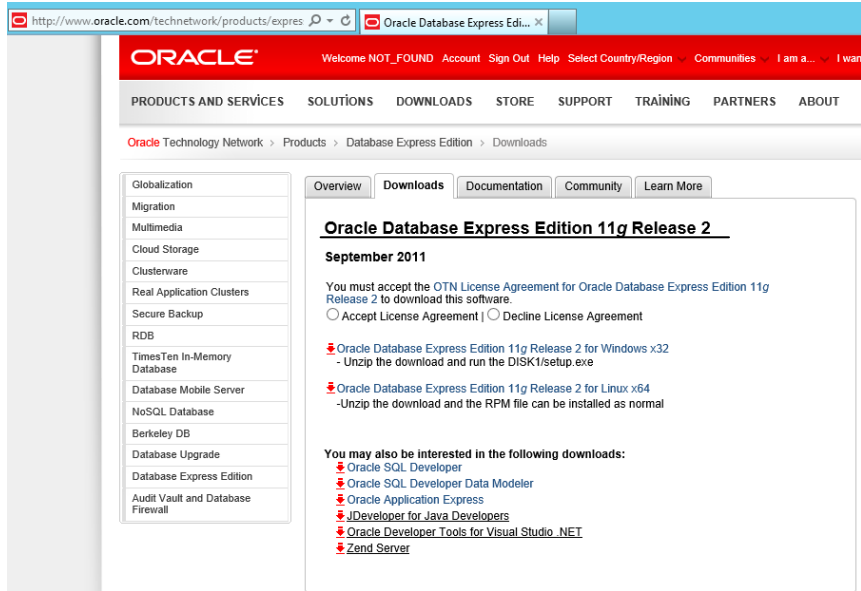 http://www.oracle.com/technetwork/products/expres
Oracle Database Express Edi...
ORACLE
Welcome NOT_FOUND Account Sign Out Help Select Country/Region Communities I am a... I wan
PRODUCTS AND SERVİCES SOLUTİONS DOWNLOADS STORE SUPPORT TRAİNİNG PARTNERS ABOUT
Oracle Technology Network > Products > Database Express Edition > Downloads
Globalization
Migration
Multimedia
Cloud Storage
Clusterware
Real Application Clusters
Secure Backup
RDB
TimesTen In-Memory
Database
Database Mobile Server
NoSQL Database
Berkeley DB
Database Upgrade
Database Express Edition
Audit Vault and Database
Firewall
Overview Downloads Documentation Community Learn More
Oracle Database Express Edition 11g Release 2
September 2011
You must accept the OTN License Agreement for Oracle Database Express Edition 11g
Release 2 to download this software.
Accept License Agreement | Decline License Agreement
Oracle Database Express Edition 11g Release 2 for Windows x32
- Unzip the download and run the DISK1/setup.exe
Oracle Database Express Edition 11g Release 2 for Linux x64
-Unzip the download and the RPM file can be installed as normal
You may also be interested in the following downloads:
Oracle SQL Developer
Oracle SQL Developer Data Modeler
Oracle Application Express
JDeveloper for Java Developers
Oracle Developer Tools for Visual Studio .NET
Zend Server